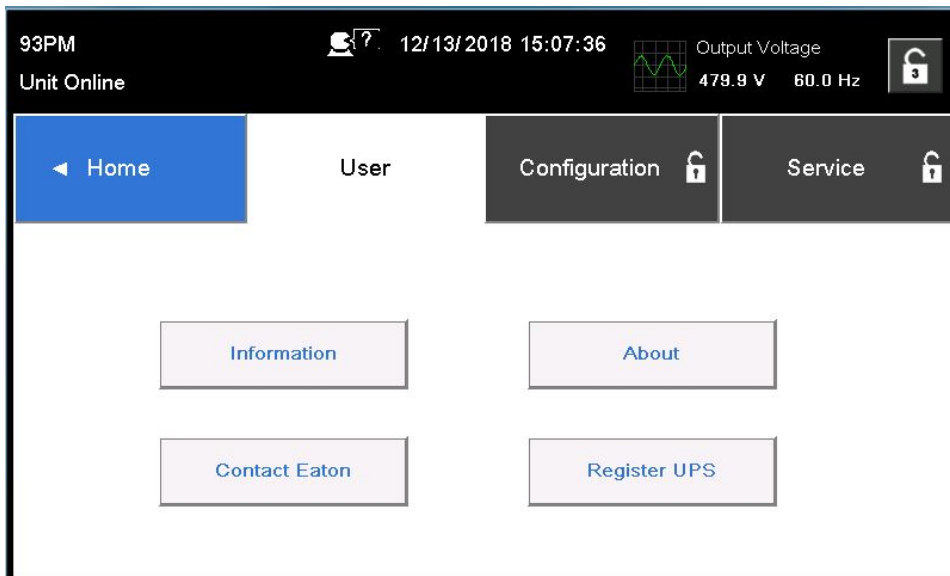 93PM
? 12/13/2018 15:07:36
Output Voltage
Unit Online
479.9 V 60.0 Hz
3
◄ Home
User
Configuration
Service
Information
About
Contact Eaton
Register UPS